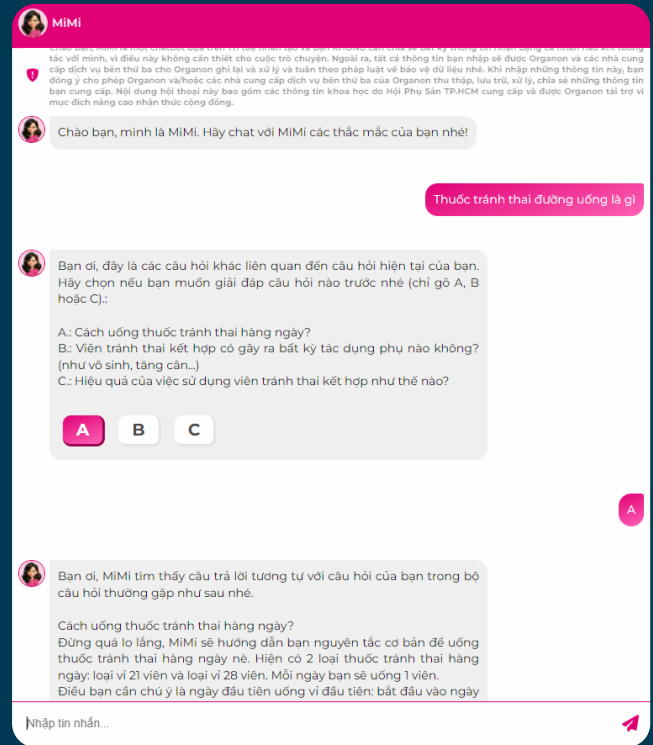 MiMi
tác với mình, vì điều này không cần thiết cho cuộc trò chuyện. Ngoài ra, tất cả thông tin bạn nhập sẽ được Organon và các nhà cung
cấp dịch vụ bên thứ ba cho Organon ghi lại và xử lý và tuân theo pháp luật về bảo vệ dữ liệu nhé. Khi nhập những thông tin này, bạn
đồng ý cho phép Organon và/hoặc các nhà cung cấp dịch vụ bên thứ ba của Organon thu thập, lưu trữ, xử lý, chia sẻ những thông tin
bạn cung cấp. Nội dung hội thoại này bao gồm các thông tin khoa học do Hội Phụ Sản TP.HCM cung cấp và được Organon tài trợ vì
mục đích nâng cao nhận thức cộng đồng.
Chào bạn, mình là MiMi. Hãy chat với MiMi các thắc mắc của bạn nhé!
Thuốc tránh thai đường uống là gì
Bạn ơi, đây là các câu hỏi khác liên quan đến câu hỏi hiện tại của bạn.
Hãy chọn nếu bạn muốn giải đáp câu hỏi nào trước nhé (chỉ gõ A, B
hoặc C).:
A.: Cách uống thuốc tránh thai hàng ngày?
B.: Viên tránh thai kết hợp có gây ra bất kỳ tác dụng phụ nào không?
(như vô sinh, tăng cân...)
C.: Hiệu quả của việc sử dụng viên tránh thai kết hợp như thế nào?
A B C
A
Bạn ơi, MiMi tìm thấy câu trả lời tương tự với câu hỏi của bạn trong bộ
câu hỏi thường gặp như sau nhé.
Cách uống thuốc tránh thai hàng ngày?
Đừng quá lo lắng, MiMi sẽ hướng dẫn bạn nguyên tắc cơ bản để uống
thuốc tránh thai hàng ngày nè. Hiện có 2 loại thuốc tránh thai hàng
ngày: loại vỉ 21 viên và loại vỉ 28 viên. Mỗi ngày bạn sẽ uống 1 viên.
Điều bạn cần chú ý là ngày đầu tiên uống vỉ đầu tiên: bắt đầu vào ngày
Nhập tin nhắn...